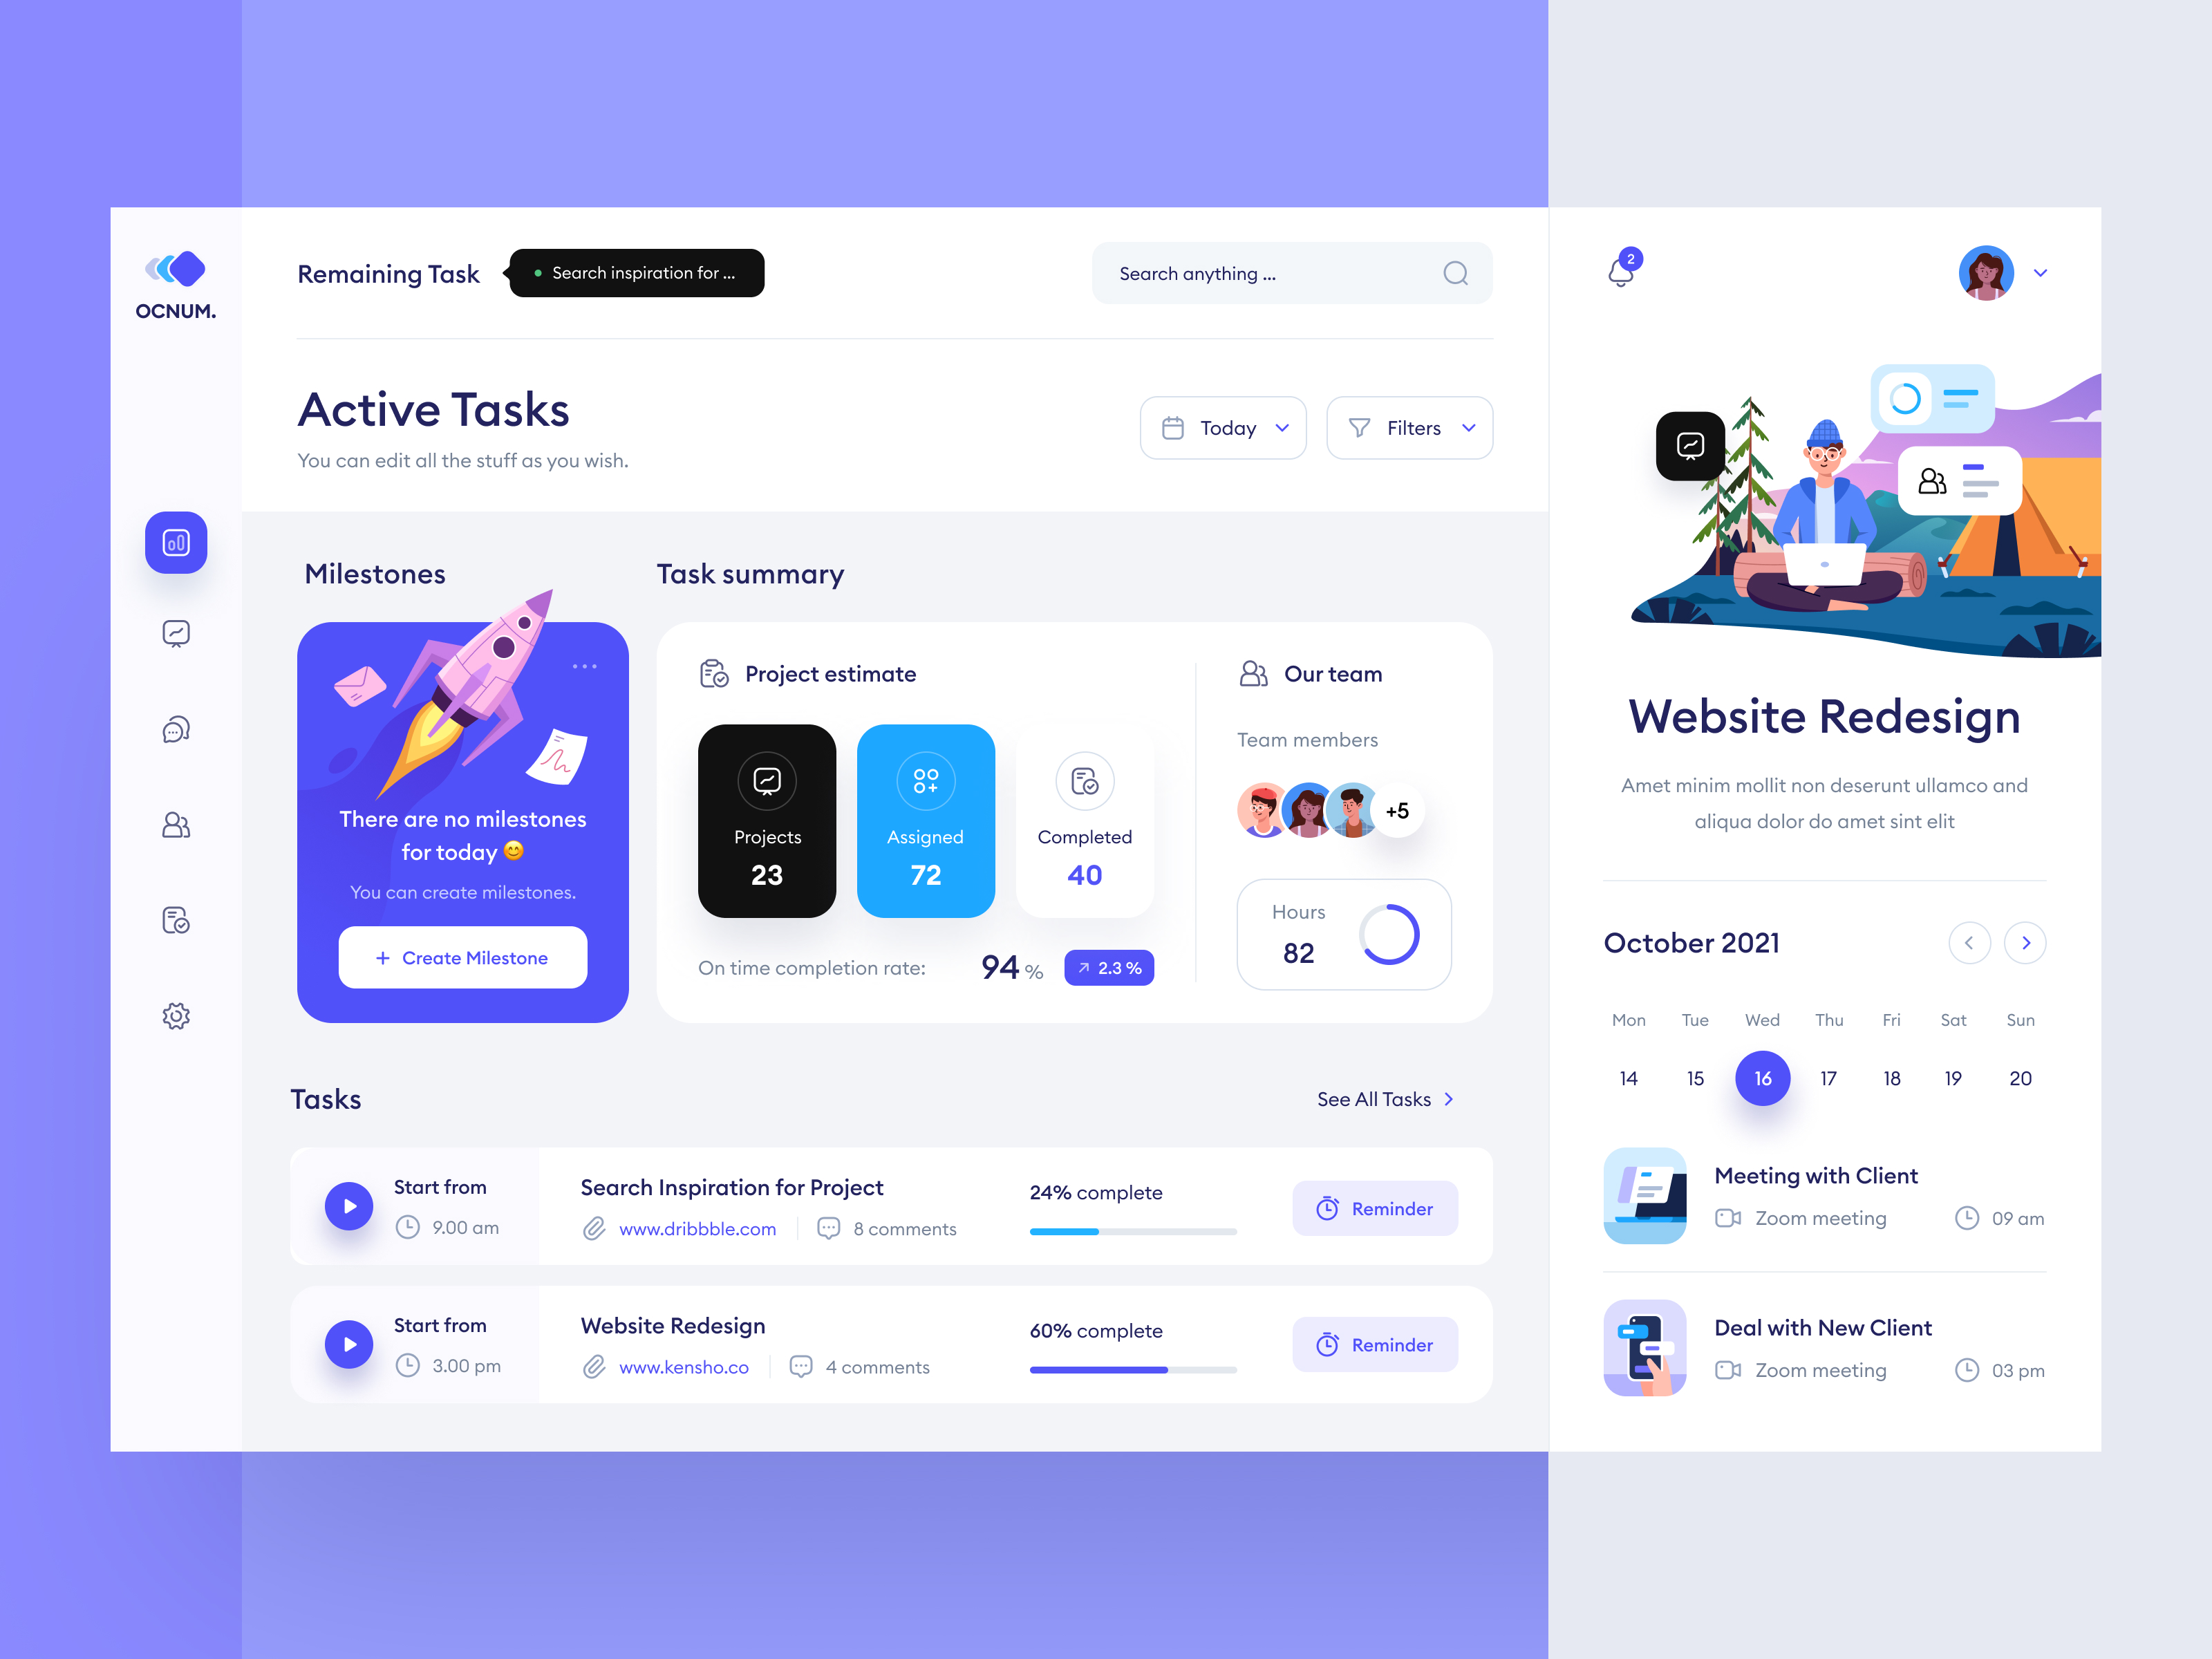 OCNUM.
Remaining Task
Search inspiration for ...
Search anything ...
Active Tasks
You can edit all the stuff as you wish.
Today
Filters
Milestones
There are no milestones
for today 😊
You can create milestones.
+ Create Milestone
Task summary
Project estimate
Projects
23
Assigned
72
Completed
40
On time completion rate:
94 %
2.3 %
Our team
Team members
+5
Hours
82
Tasks
See All Tasks
Start from
9.00 am
Search Inspiration for Project
www.dribbble.com
8 comments
24% complete
Reminder
Start from
3.00 pm
Website Redesign
www.kensho.co
4 comments
60% complete
Reminder
2
Website Redesign
Amet minim mollit non deserunt ullamco and
aliqua dolor do amet sint elit
October 2021
Mon Tue Wed Thu Fri Sat Sun
14 15 16 17 18 19 20
Meeting with Client
Zoom meeting
09 am
Deal with New Client
Zoom meeting
03 pm